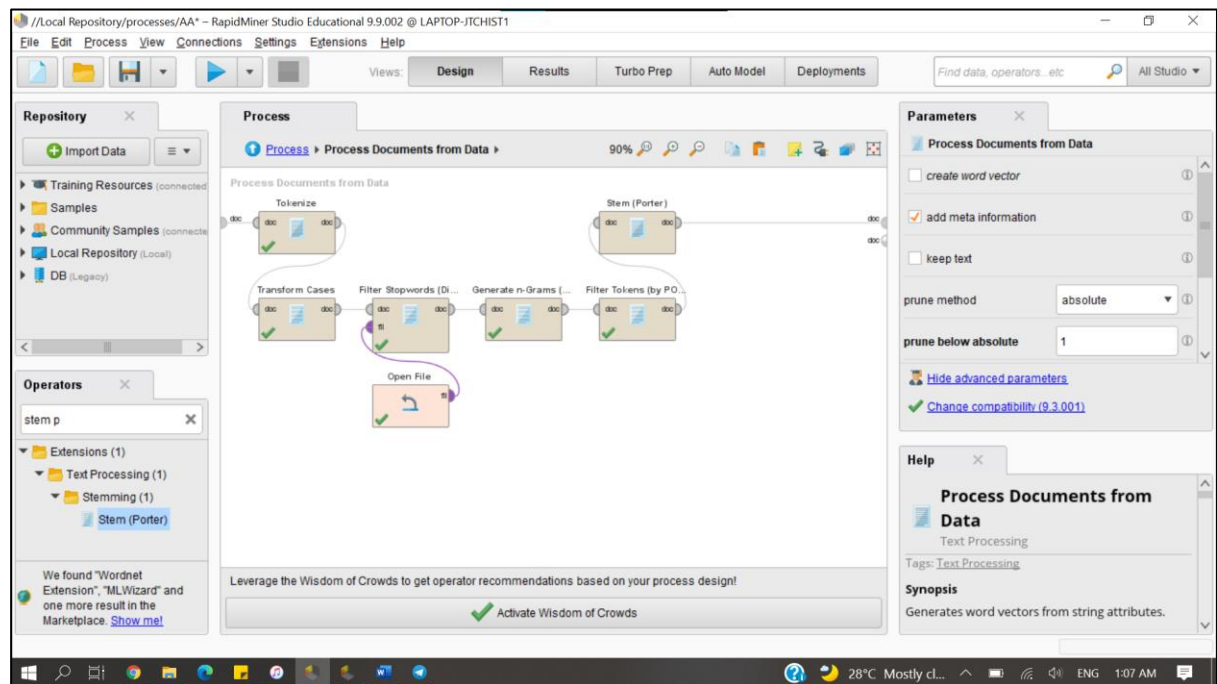 //Local Repository/processes/AA* – RapidMiner Studio Educational 9.9.002 @ LAPTOP-JTCHIST1
File Edit Process View Connections Settings Extensions Help
Views: Design Results Turbo Prep Auto Model Deployments
Find data, operators...etc All Studio
Repository
Import Data
Training Resources (connected
Samples
Community Samples (connecte
Local Repository (Local)
DB (Legacy)
Operators
stem p
Extensions (1)
Text Processing (1)
Stemming (1)
Stem (Porter)
We found "Wordnet
Extension", "MLWizard" and
one more result in the
Marketplace. Show me!
Process
Process Process Documents from Data
90%
Process Documents from Data
Tokenize
doc doc doc
Stem (Porter)
doc doc doc
doc
Transform Cases
doc doc
Filter Stopwords (Di...
doc doc
fil
Generate n-Grams (...
doc doc
Filter Tokens (by PO...
doc doc
Open File
fil
Leverage the Wisdom of Crowds to get operator recommendations based on your process design!
Activate Wisdom of Crowds
Parameters
Process Documents from Data
create word vector
add meta information
keep text
prune method absolute
prune below absolute 1
Hide advanced parameters
Change compatibility (9.3.001)
Help
Process Documents from
Data
Text Processing
Tags: Text Processing
Synopsis
Generates word vectors from string attributes.
28°C Mostly cl... ENG 1:07 AM